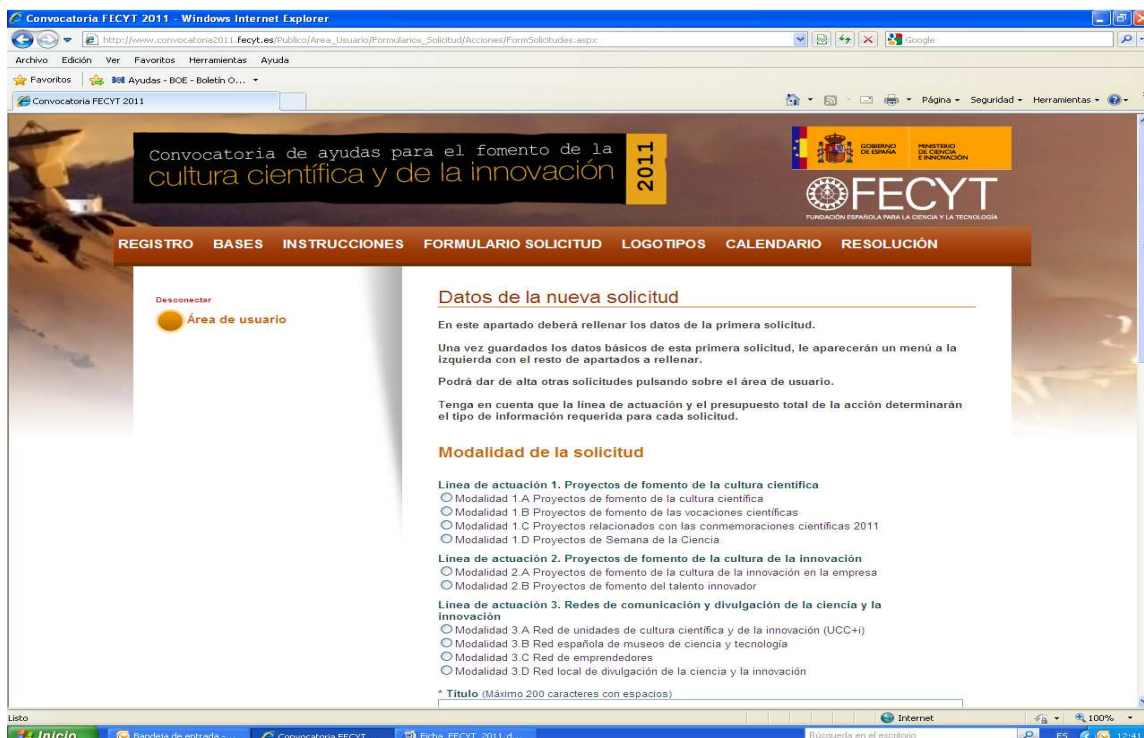 Convocatoria FECYT 2011 - Windows Internet Explorer
http://www.convocatoria2011.fecyt.es/Publico/Area_Usuario/Formularios_Solicitud/Acciones/FormSolicitudes.aspx
Google
Archivo Edición Ver Favoritos Herramientas Ayuda
Favoritos BOE Ayudas - BOE - Boletín O...
Convocatoria FECYT 2011
Página Seguridad Herramientas
Convocatoria de ayudas para el fomento de la
cultura científica y de la innovación
2011
GOBIERNO
DE ESPAÑA
MINISTERIO
DE CIENCIA
E INNOVACIÓN
FECYT
FUNDACIÓN ESPAÑOLA PARA LA CIENCIA Y LA TECNOLOGÍA
REGISTRO BASES INSTRUCCIONES FORMULARIO SOLICITUD LOGOTIPOS CALENDARIO RESOLUCIÓN
Desconectar
Área de usuario
Datos de la nueva solicitud
En este apartado deberá rellenar los datos de la primera solicitud.
Una vez guardados los datos básicos de esta primera solicitud, le aparecerán un menú a la
izquierda con el resto de apartados a rellenar.
Podrá dar de alta otras solicitudes pulsando sobre el área de usuario.
Tenga en cuenta que la línea de actuación y el presupuesto total de la acción determinarán
el tipo de información requerida para cada solicitud.
Modalidad de la solicitud
Línea de actuación 1. Proyectos de fomento de la cultura científica
Modalidad 1.A Proyectos de fomento de la cultura científica
Modalidad 1.B Proyectos de fomento de las vocaciones científicas
Modalidad 1.C Proyectos relacionados con las conmemoraciones científicas 2011
Modalidad 1.D Proyectos de Semana de la Ciencia
Línea de actuación 2. Proyectos de fomento de la cultura de la innovación
Modalidad 2.A Proyectos de fomento de la cultura de la innovación en la empresa
Modalidad 2.B Proyectos de fomento del talento innovador
Línea de actuación 3. Redes de comunicación y divulgación de la ciencia y la
innovación
Modalidad 3.A Red de unidades de cultura científica y de la innovación (UCC+i)
Modalidad 3.B Red española de museos de ciencia y tecnología
Modalidad 3.C Red de emprendedores
Modalidad 3.D Red local de divulgación de la ciencia y la innovación
* Título (Máximo 200 caracteres con espacios)
Listo
Internet
100%
Inicio
Bandeja de entrada - ...
Convocatoria FECYT ...
Ficha_FECYT_2011.d...
Búsqueda en el escritorio
ES
12:41